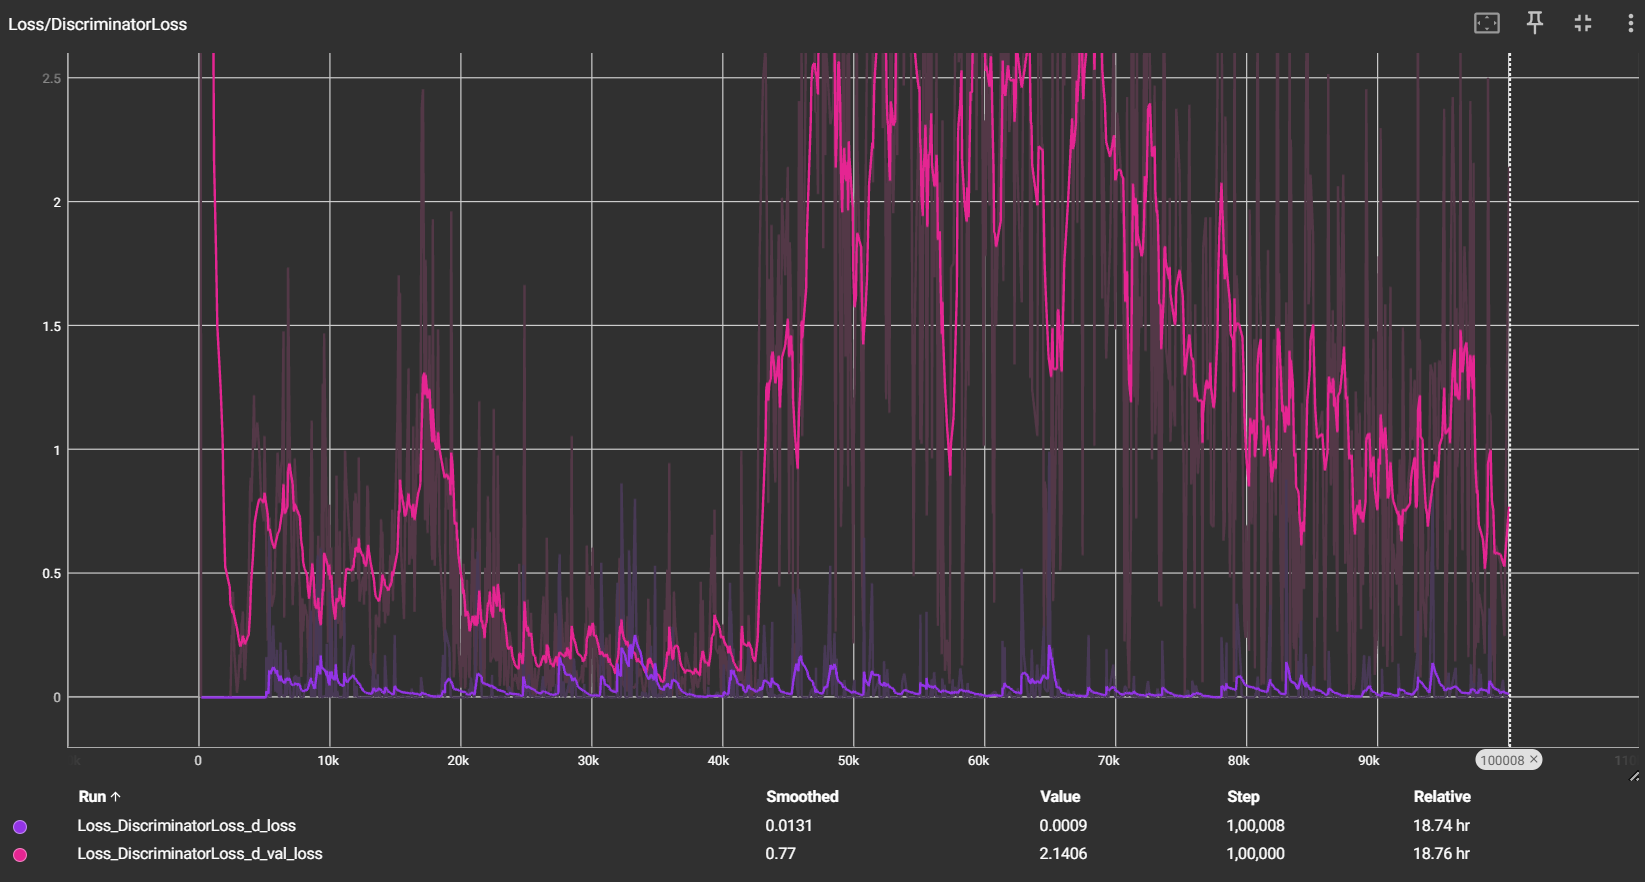 Loss/DiscriminatorLoss
2.5
2
1.5
1
0.5
0
0 10k 20k 30k 40k 50k 60k 70k 80k 90k 100008 × 110
Run ↑ Smoothed Value Step Relative
Loss_DiscriminatorLoss_d_loss 0.0131 0.0009 1,00,008 18.74 hr
Loss_DiscriminatorLoss_d_val_loss 0.77 2.1406 1,00,000 18.76 hr